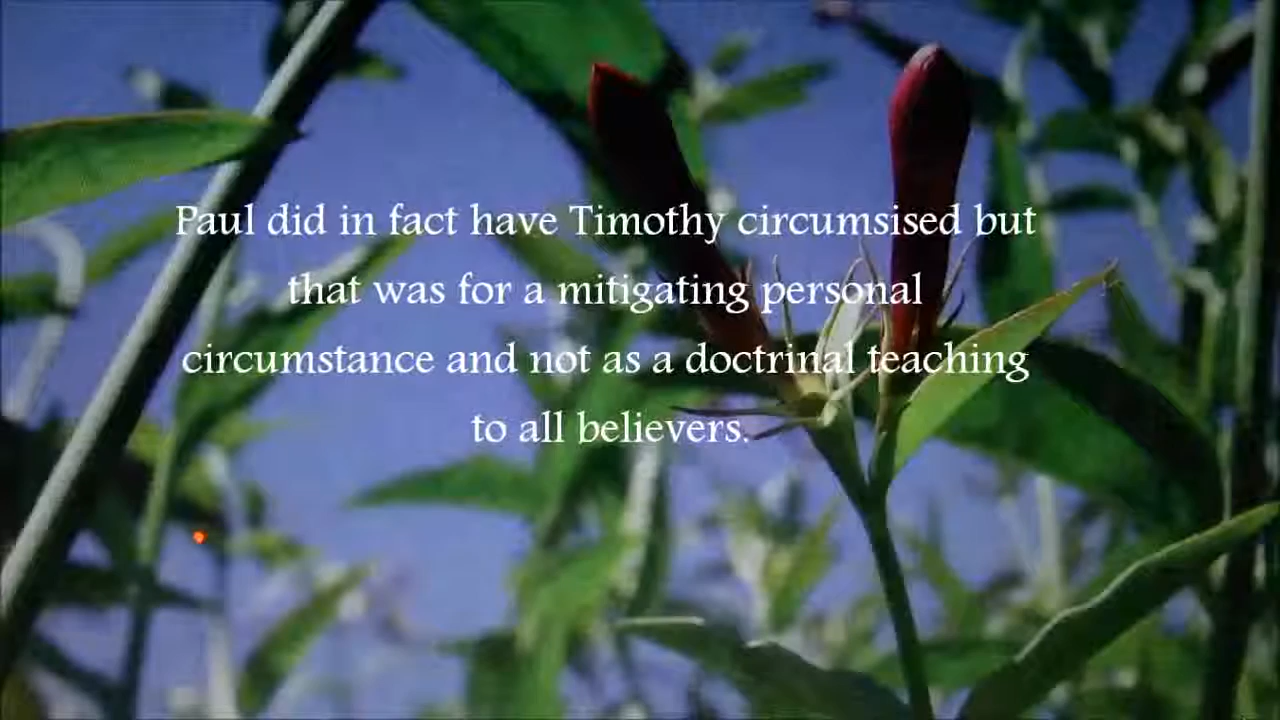 Paul did in fact have Timothy circumsised but
that was for a mitigating personal
circumstance and not as a doctrinal teaching
to all believers.